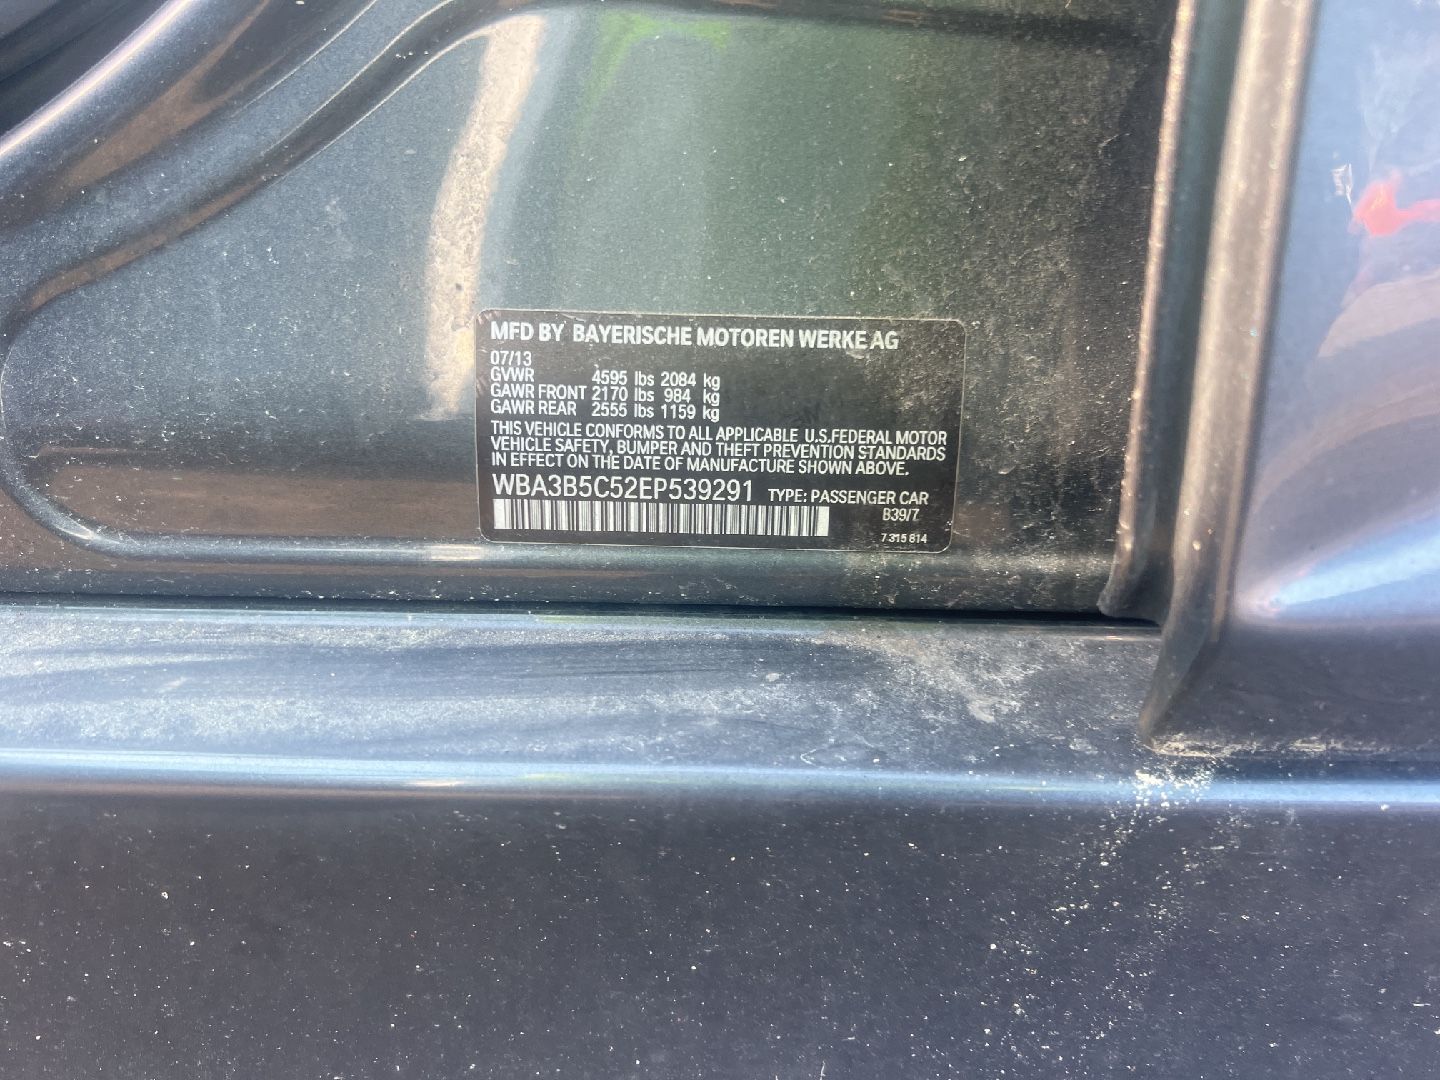 MFD BY BAYERISCHE MOTOREN WERKE AG
07/13
GVWR 4595 lbs 2084 kg
GAWR FRONT 2170 lbs 984 kg
GAWR REAR 2555 lbs 1159 kg
THIS VEHICLE CONFORMS TO ALL APPLICABLE U.S.FEDERAL MOTOR
VEHICLE SAFETY, BUMPER AND THEFT PREVENTION STANDARDS
IN EFFECT ON THE DATE OF MANUFACTURE SHOWN ABOVE.
WBA3B5C52EP539291 TYPE: PASSENGER CAR
B39/7
7 315 814